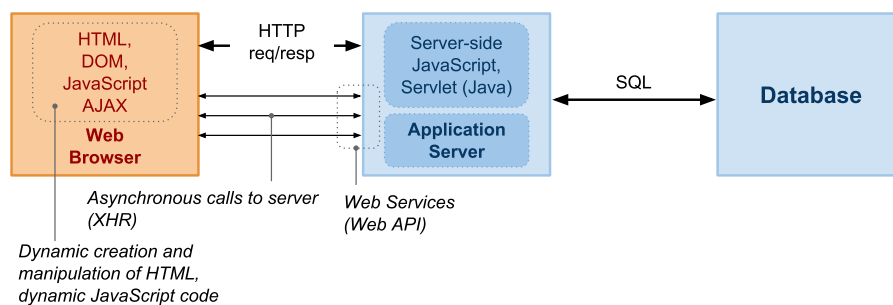 HTML,
DOM,
JavaScript
AJAX
Web
Browser
HTTP
req/resp
Server-side
JavaScript,
Servlet (Java)
Application
Server
SQL
Database
Asynchronous calls to server
(XHR)
Web Services
(Web API)
Dynamic creation and
manipulation of HTML,
dynamic JavaScript code